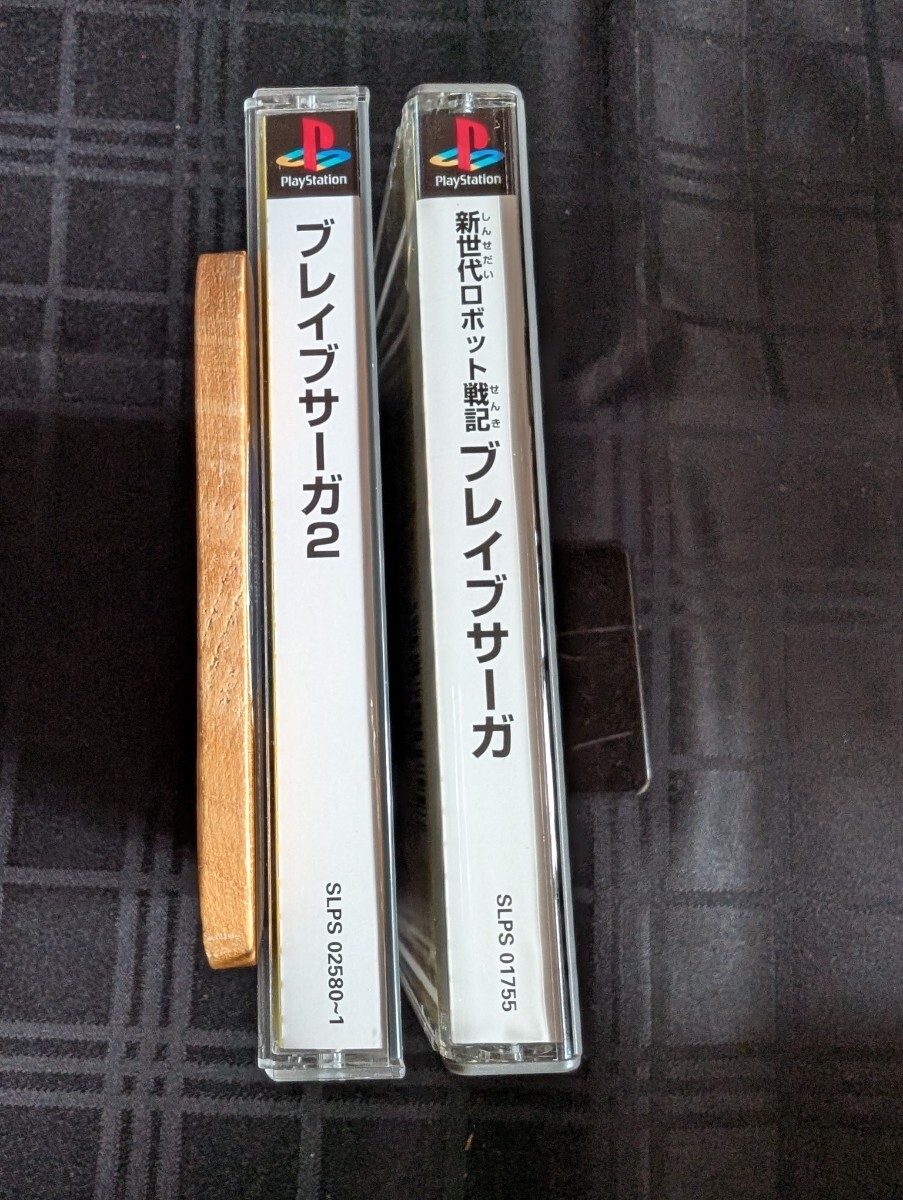 PlayStation
ブレイブサーガ2
SLPS 02580~1
PlayStation
新世代ロボット戦記
しんせだい
せんき
ブレイブサーガ
SLPS 01755